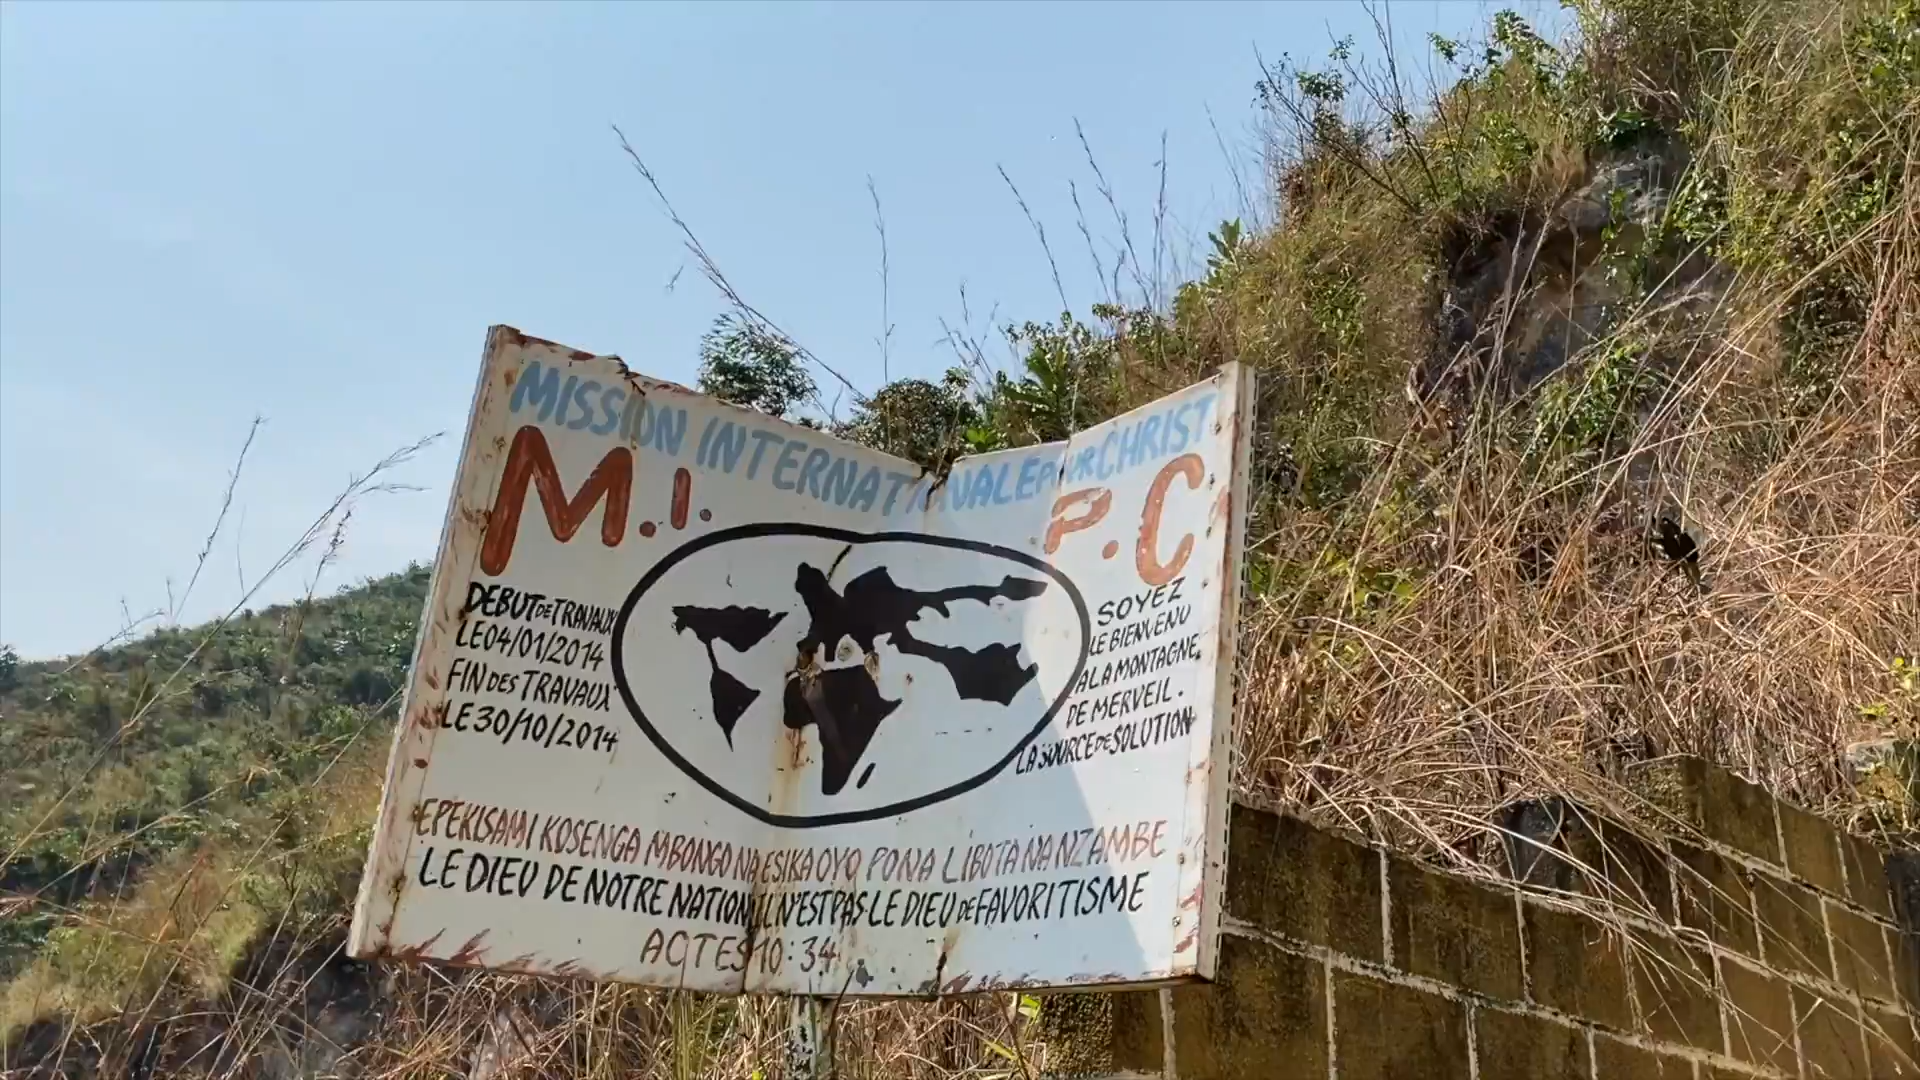 MISSION INTERNATIONALE POUR CHRIST
M.I. P.C
DEBUT DE TRAVAUX
LE 04/01/2014
FIN DES TRAVAUX
LE 30/10/2014
SOYEZ
LE BIENVENU
A LA MONTAGNE
DE MERVEIL.
LA SOURCE DE SOLUTION
EPEKISAMI KOSENGA MBONGO NA ESIKA OYO PONA LIBOTA NA NZAMBE
LE DIEU DE NOTRE NATION IL N'EST PAS LE DIEU DE FAVORITISME
ACTES 10:34